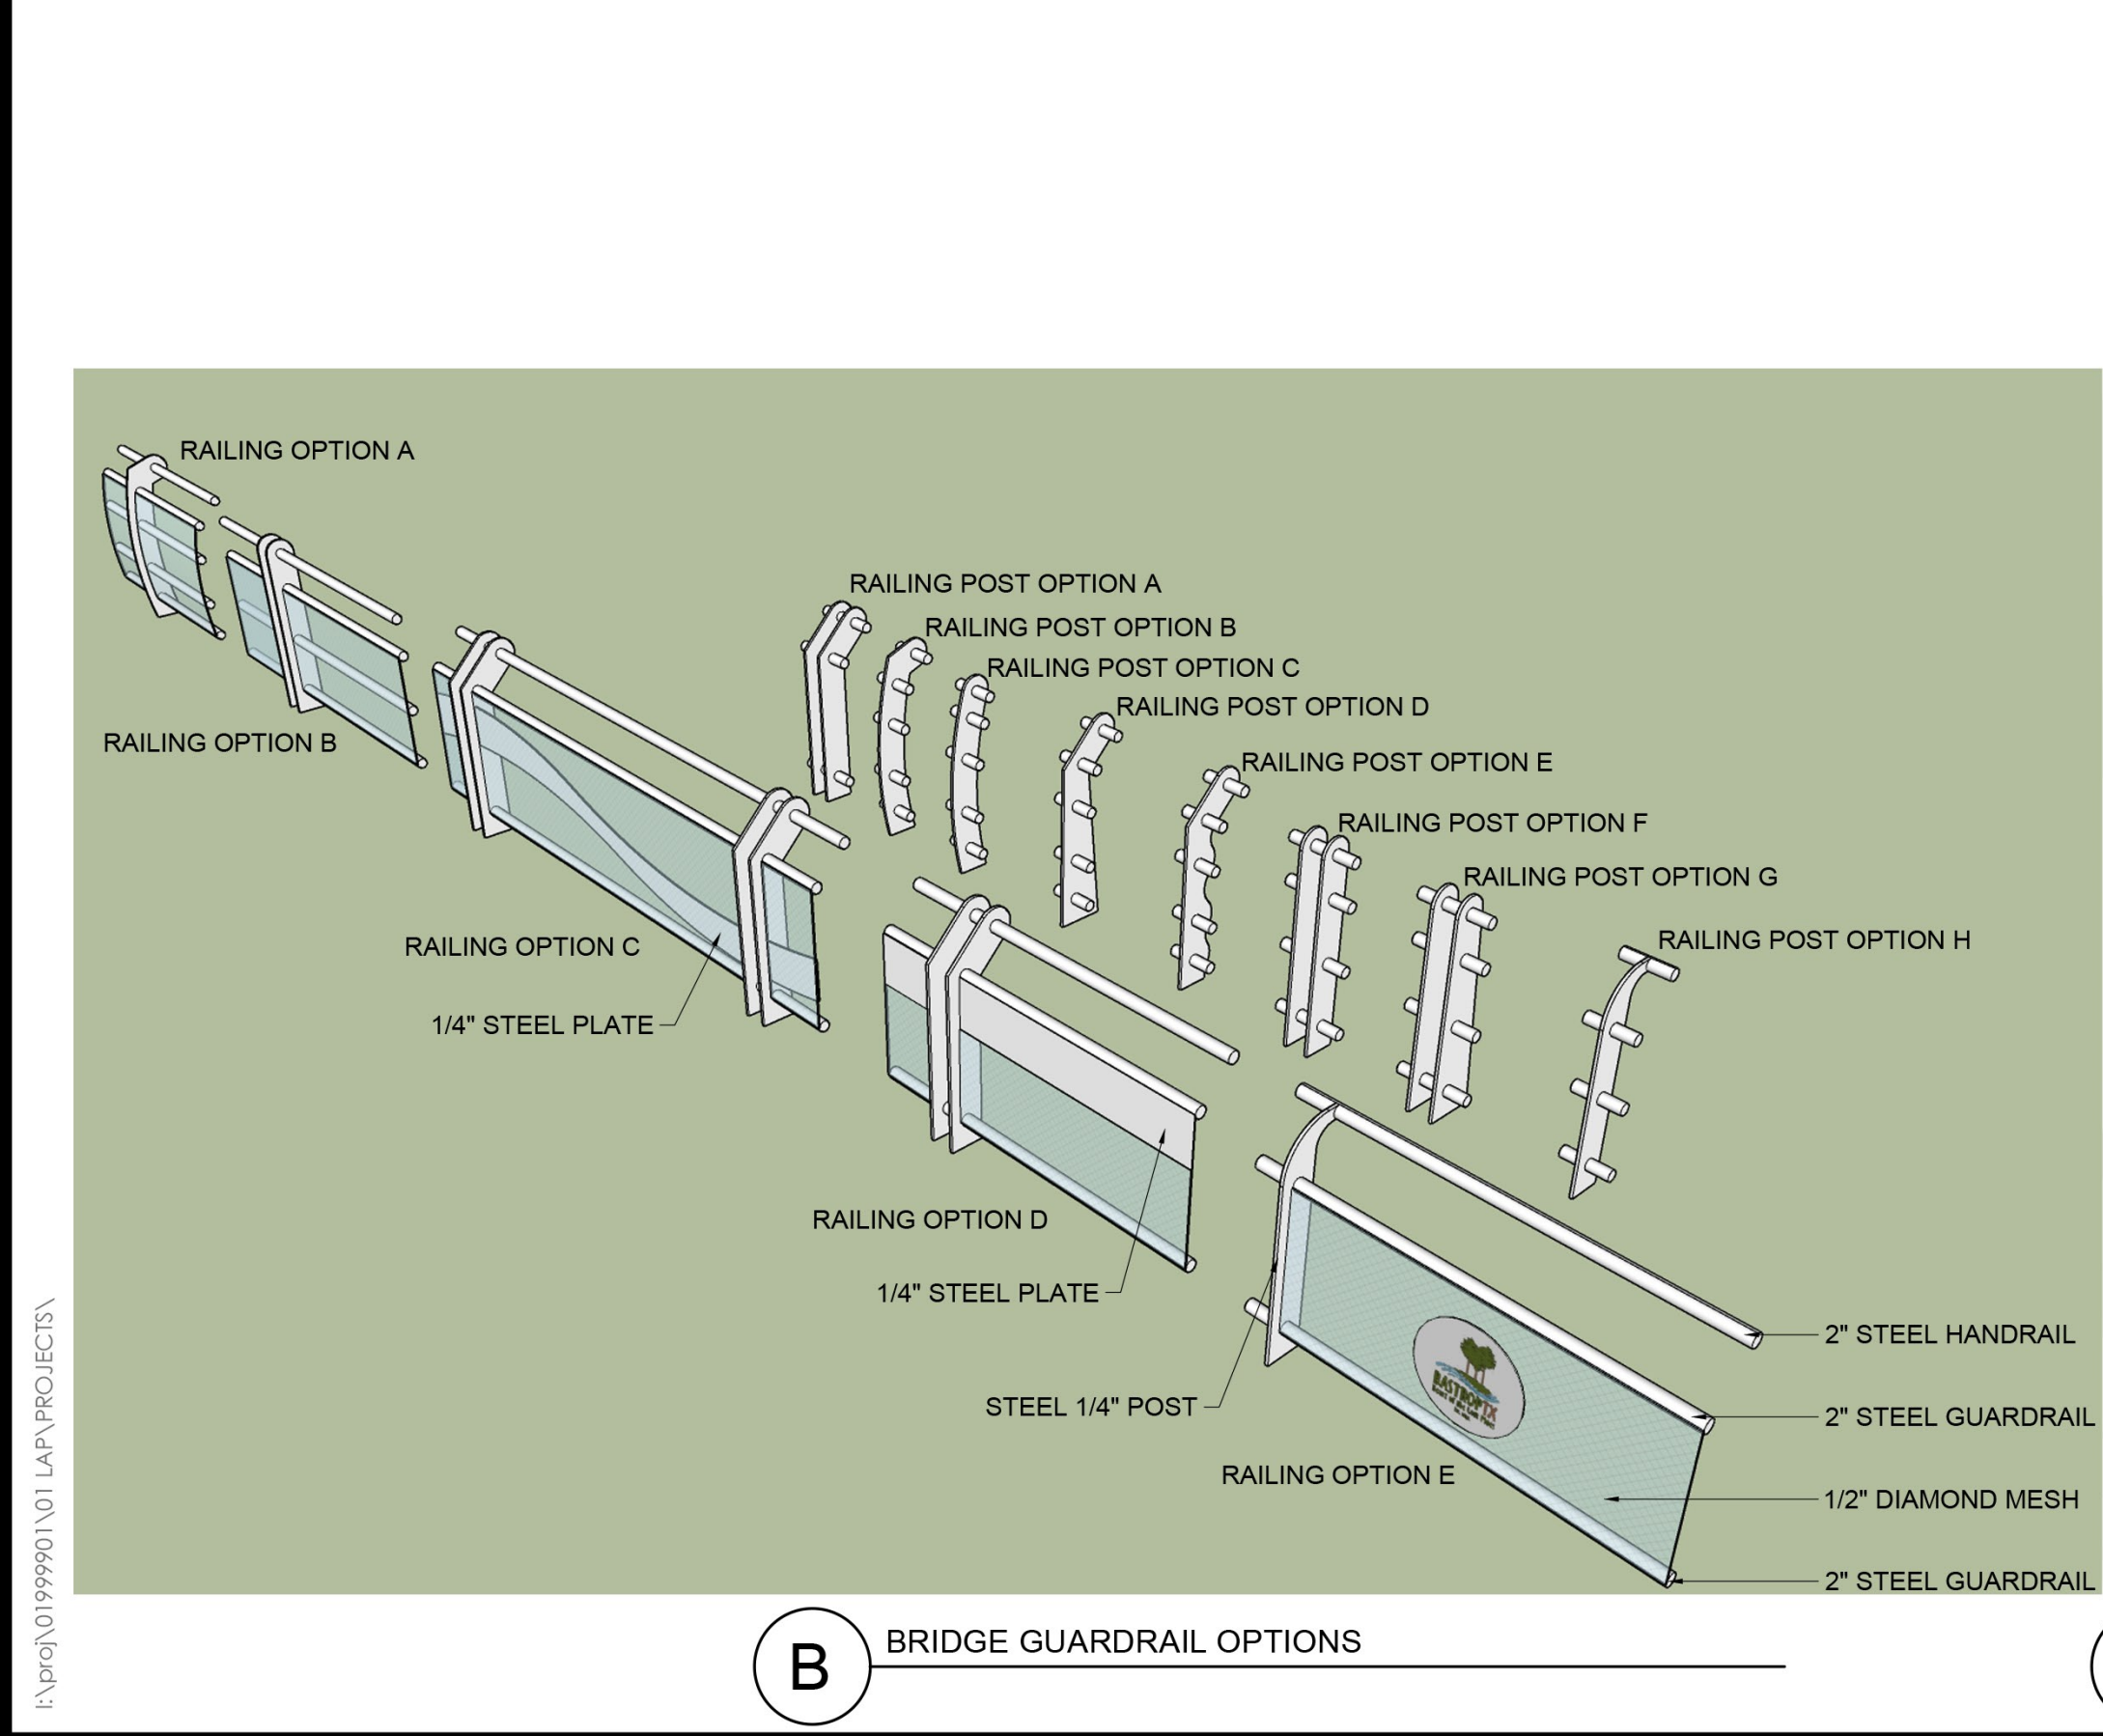 RAILING OPTION A
RAILING POST OPTION A
RAILING POST OPTION B
RAILING POST OPTION C
RAILING POST OPTION D
RAILING OPTION B
RAILING POST OPTION E
RAILING POST OPTION F
RAILING POST OPTION G
RAILING OPTION C
RAILING POST OPTION H
1/4" STEEL PLATE
RAILING OPTION D
1/4" STEEL PLATE
2" STEEL HANDRAIL
STEEL 1/4" POST
2" STEEL GUARDRAIL
BASTROPTX
RAILING OPTION E
1/2" DIAMOND MESH
2" STEEL GUARDRAIL
B
BRIDGE GUARDRAIL OPTIONS
I:\proj\01999901\01 LAP\PROJECTS\